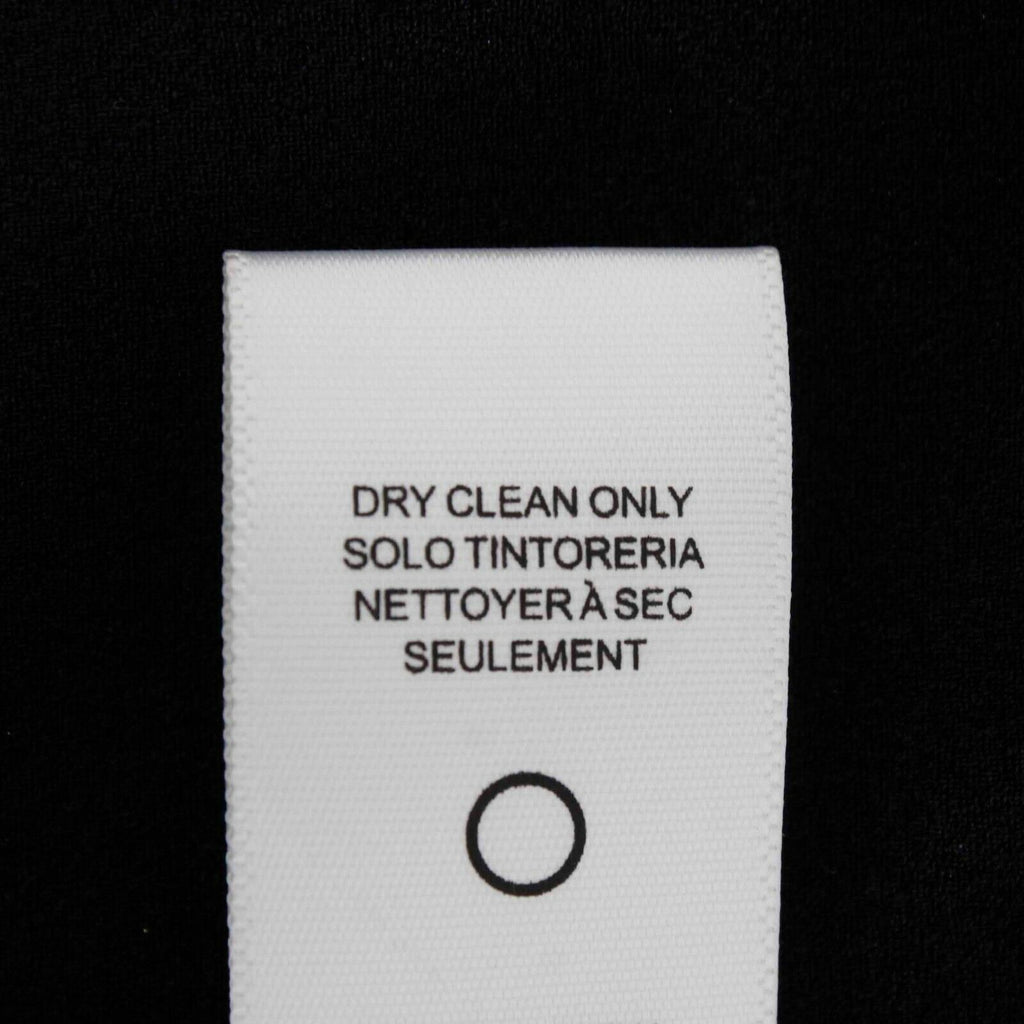 DRY CLEAN ONLY
SOLO TINTORERIA
NETTOYER À SEC
SEULEMENT